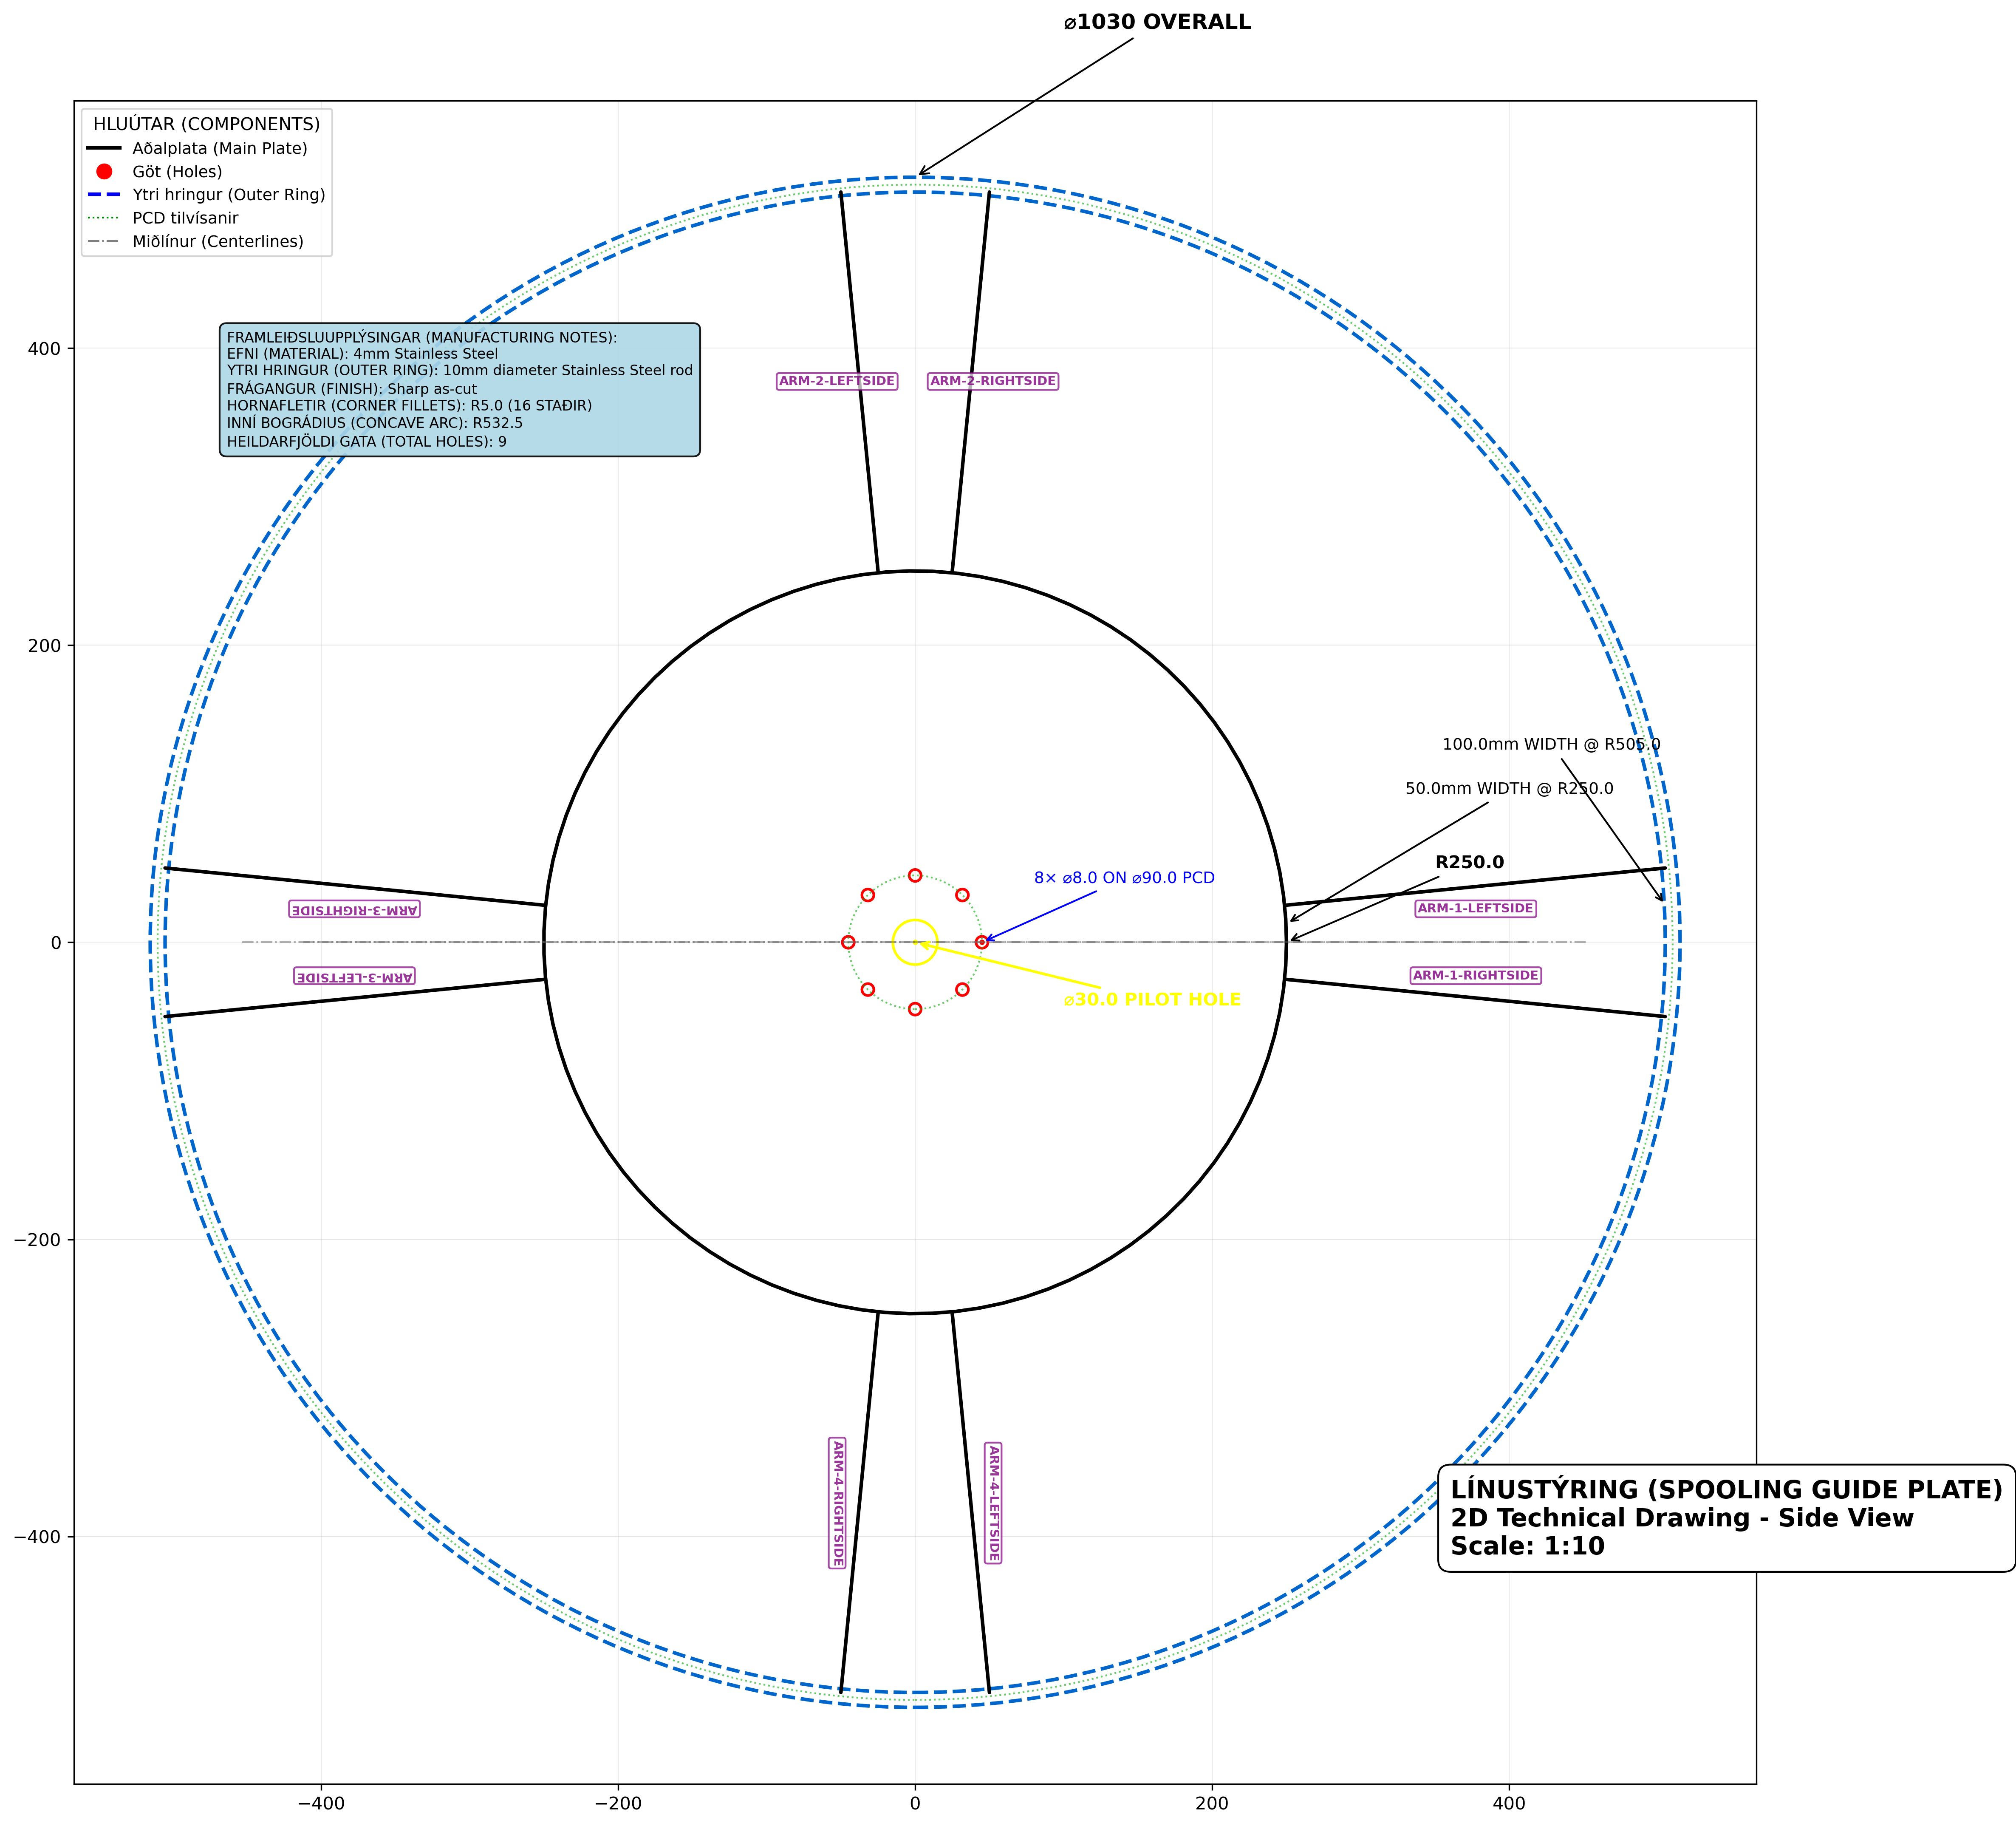 ⌀1030 OVERALL
HLUÚTAR (COMPONENTS)
Aðalplata (Main Plate)
Göt (Holes)
Ytri hringur (Outer Ring)
PCD tilvísanir
Miðlínur (Centerlines)
FRAMLEIÐSLUUPPLÝSINGAR (MANUFACTURING NOTES):
EFNI (MATERIAL): 4mm Stainless Steel
YTRI HRINGUR (OUTER RING): 10mm diameter Stainless Steel rod
FRÁGANGUR (FINISH): Sharp as-cut
HORNAFLETIR (CORNER FILLETS): R5.0 (16 STAÐIR)
INNÍ BOGRÁDIUS (CONCAVE ARC): R532.5
HEILDARFJÖLDI GATA (TOTAL HOLES): 9
ARM-2-LEFTSIDE
ARM-2-RIGHTSIDE
100.0mm WIDTH @ R505.0
50.0mm WIDTH @ R250.0
R250.0
8× ⌀8.0 ON ⌀90.0 PCD
ARM-3-RIGHTSIDE
ARM-1-LEFTSIDE
ARM-3-LEFTSIDE
ARM-1-RIGHTSIDE
⌀30.0 PILOT HOLE
ARM-4-RIGHTSIDE
ARM-4-LEFTSIDE
LÍNUSTÝRING (SPOOLING GUIDE PLATE)
2D Technical Drawing - Side View
Scale: 1:10
400
200
0
−200
−400
−400
−200
0
200
400